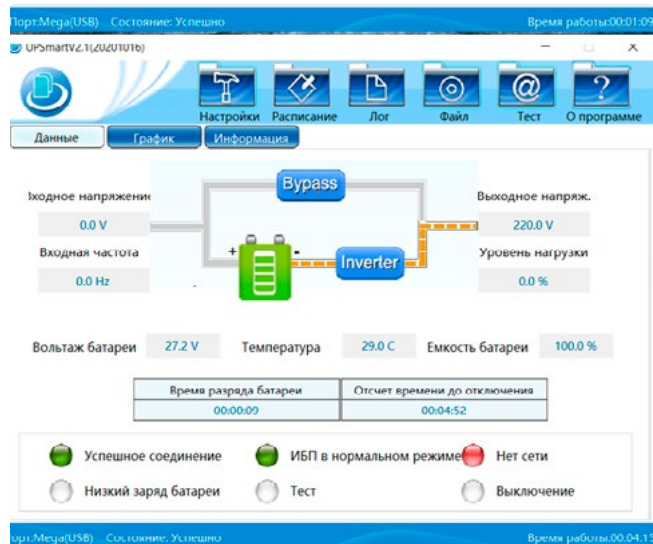 Порт:Mega(USB) Состояние: Успешно Время работы:00:01:09
UPSmartV2.1(20201016)
Настройки Расписание Лог Файл Тест О программе
Данные График Информация
Bypass
Входное напряжение Выходное напряж.
0.0 V 220.0 V
Входная частота Уровень нагрузки
+ - Inverter
0.0 Hz 0.0 %
Вольтаж батареи 27.2 V Температура 29.0 C Емкость батареи 100.0 %
Время разряда батареи Отсчет времени до отключения
00:00:09 00:04:52
Успешное соединение ИБП в нормальном режиме Нет сети
Низкий заряд батареи Тест Выключение
Порт:Mega(USB) Состояние: Успешно Время работы:00:04:15